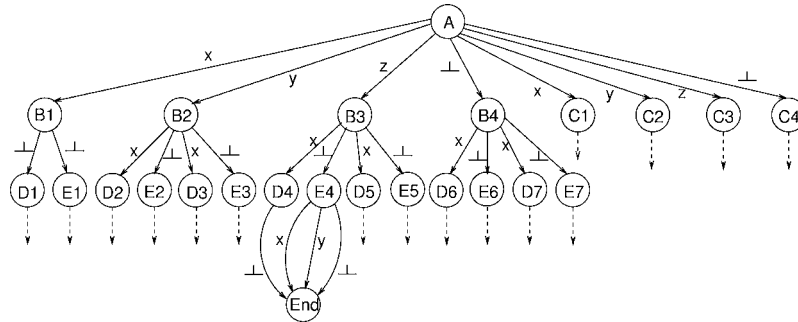 A
x y z ⊥ x y z ⊥
B1 B2 B3 B4 C1 C2 C3 C4
⊥ ⊥ x ⊥ x ⊥ x ⊥ x ⊥ x ⊥ x ⊥
D1 E1 D2 E2 D3 E3 D4 E4 D5 E5 D6 E6 D7 E7
⊥ x y ⊥
End